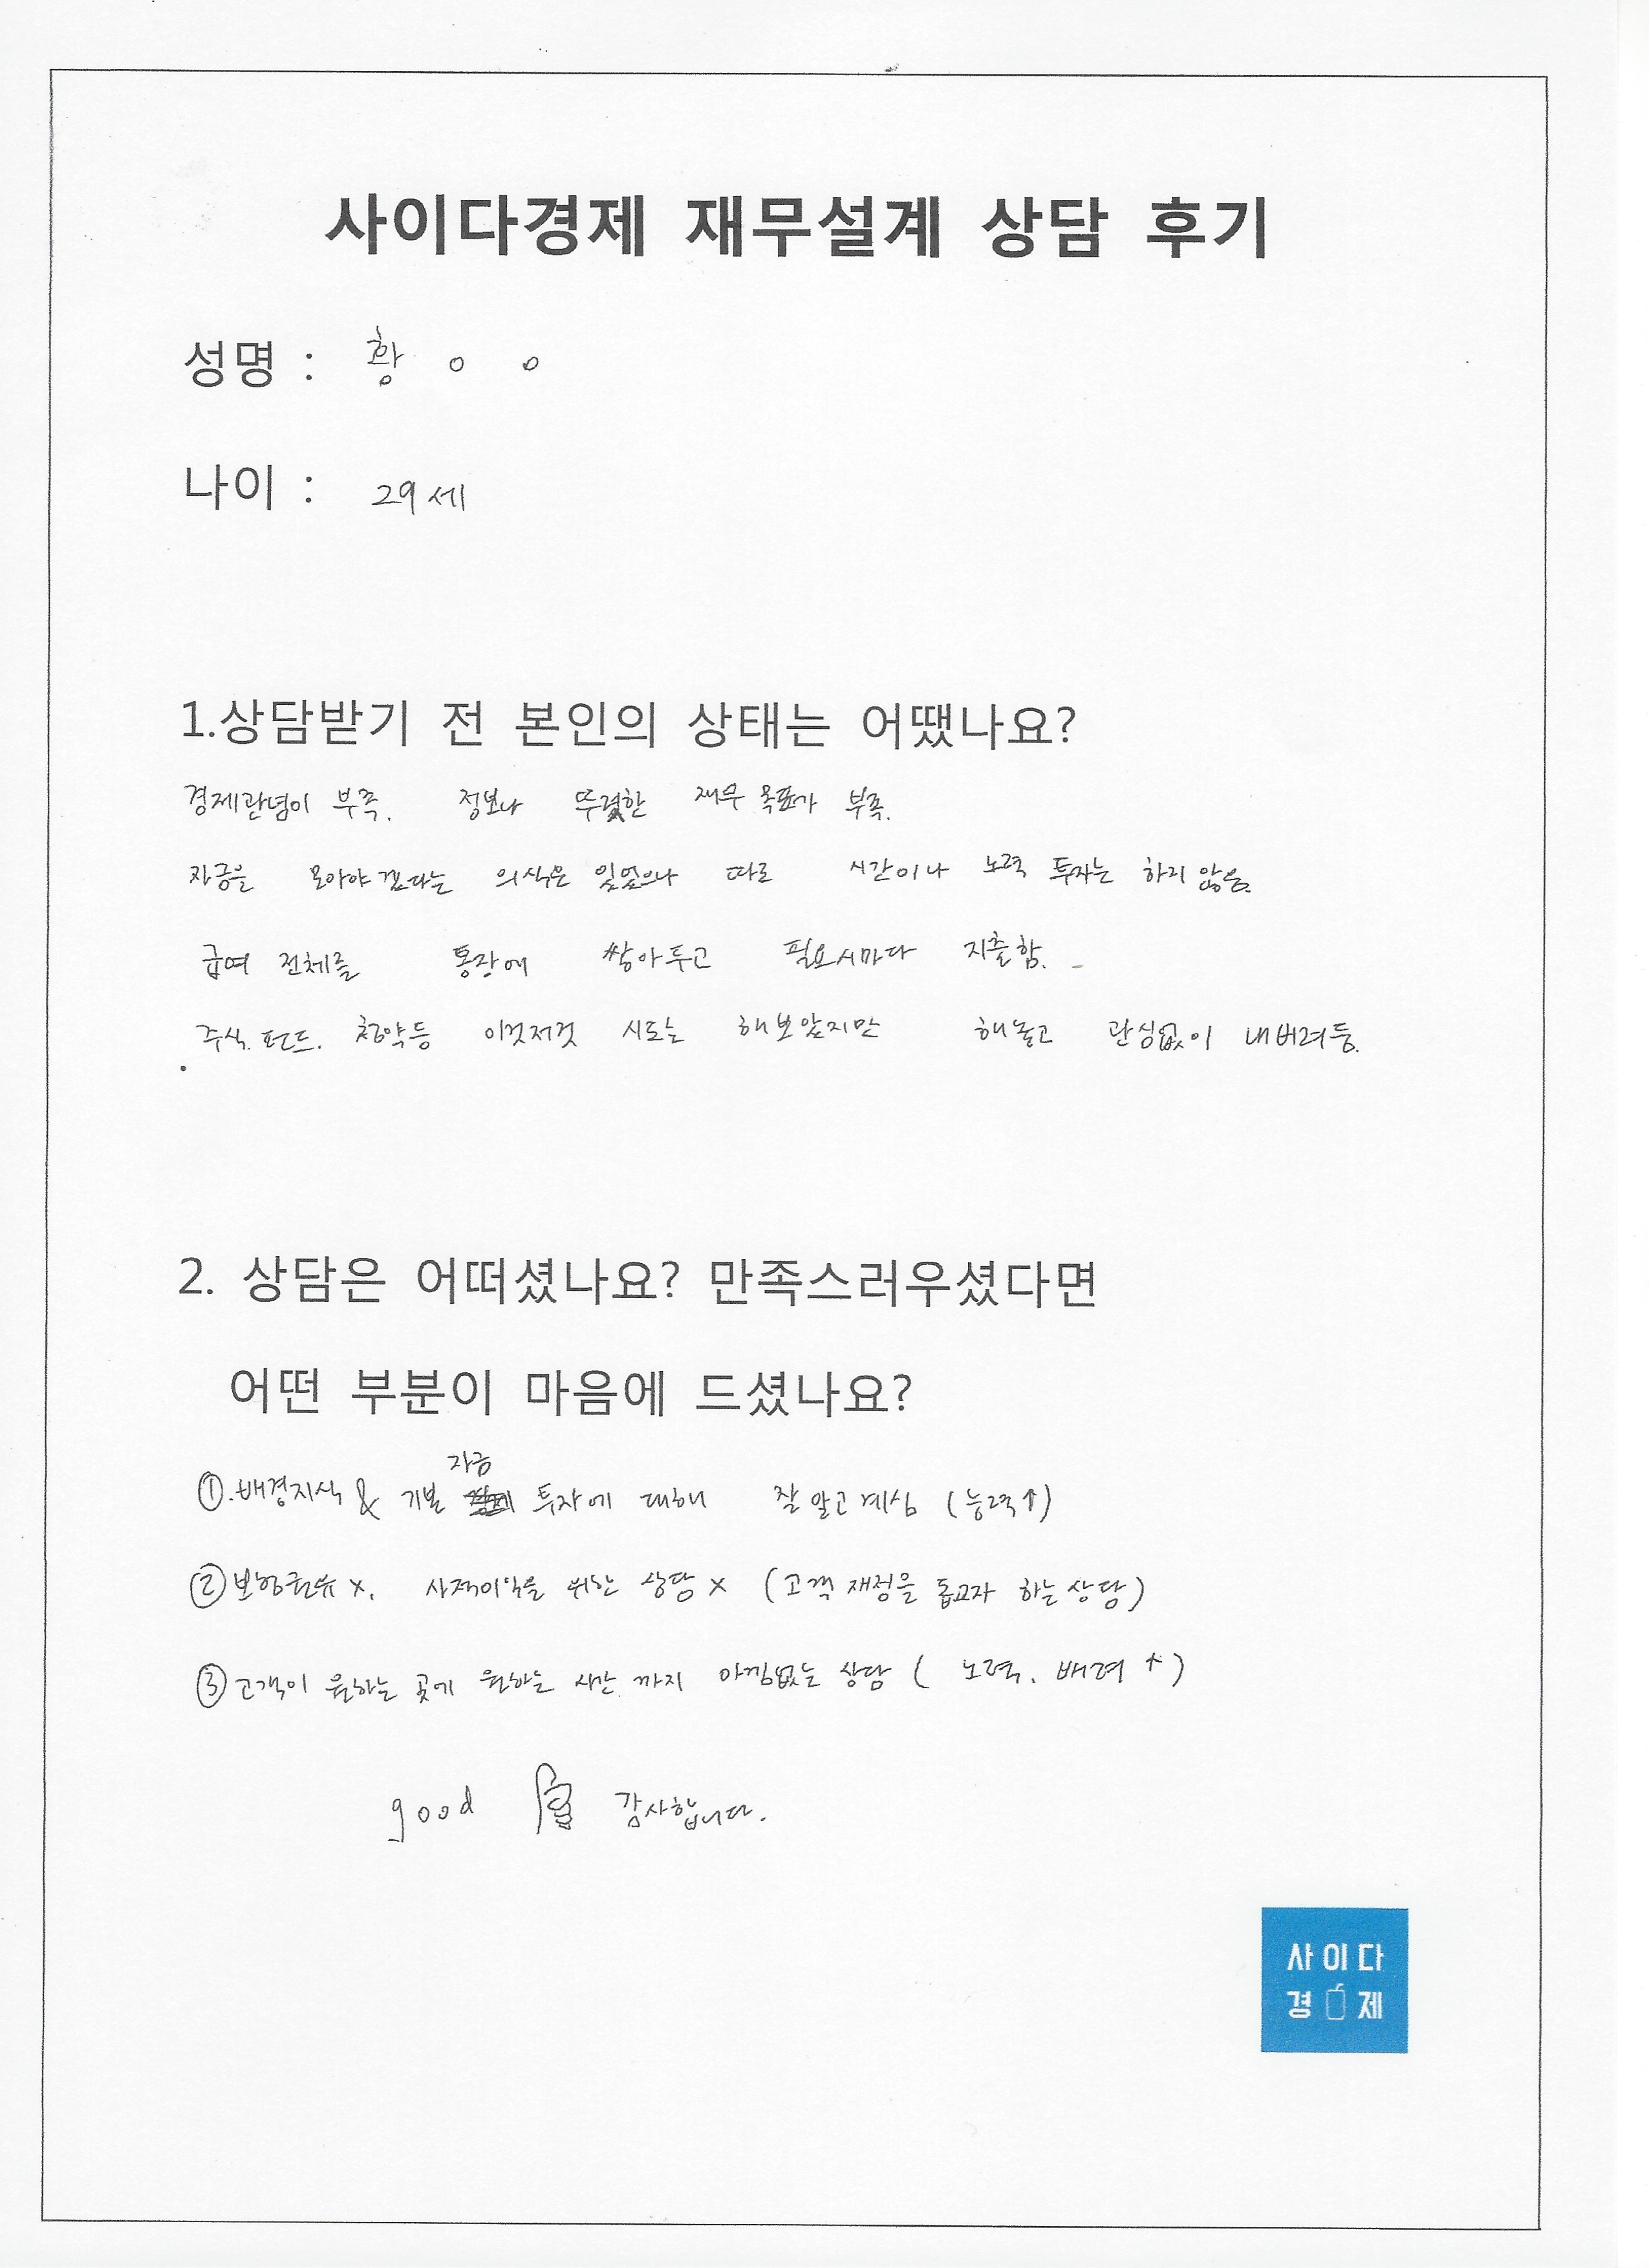 사이다경제 재무설계 상담 후기
성명 : 황 ㅇ ㅇ
나이 : 29세
1.상담받기 전 본인의 상태는 어땠나요?
경제관념이 부족. 정보나 뚜렷한 재무 목표가 부족.
자금을 모아야겠다는 의식은 있었으나 따로 시간이나 노력 투자는 하지 않음.
급여 전체를 통장에 쌓아두고 필요시마다 지출함.
주식. 펀드. 청약등 이것저것 시도는 해보았지만 해놓고 관심없이 내버려둠.
2. 상담은 어떠셨나요? 만족스러우셨다면
어떤 부분이 마음에 드셨나요?
①.배경지식 & 기본 자금 투자에 대해 잘 알고 계심 (능력↑)
②보험권유 x. 사적이익을 위한 상담 x (고객 재정을 돕고자 하는 상담)
③고객이 원하는 곳에 원하는 시간 까지 아낌없는 상담 ( 노력. 배려 ↑)
good 감사합니다.
사이다
경제